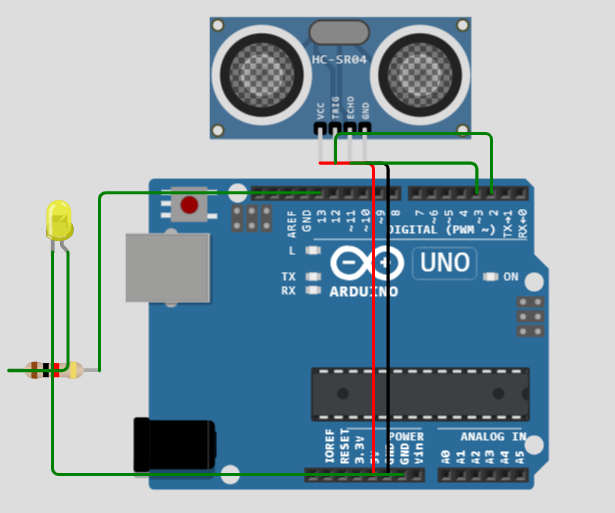 HC-SR04
VCC
TRIG
ECHO
GND
AREF
GND
13
12
~11
~10
~9
8
7
~6
~5
4
~3
2
TX→1
RX←0
DIGITAL (PWM ~)
L
TX
RX
UNO
ON
ARDUINO
IOREF
RESET
3.3V
5V
GND
GND
Vin
POWER
ANALOG IN
A0
A1
A2
A3
A4
A5